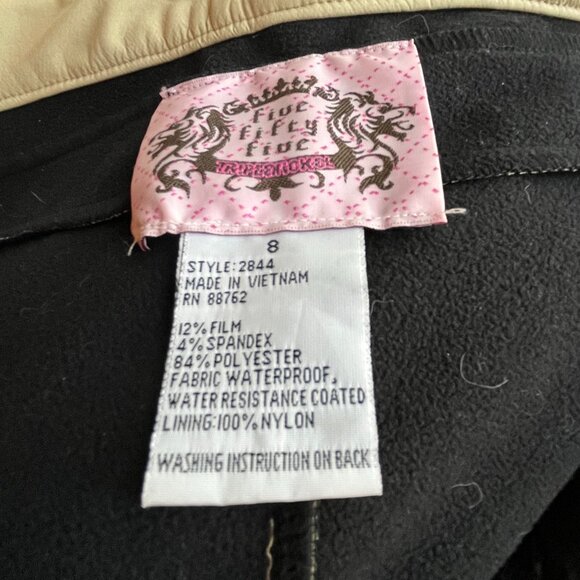 five
fifty
five
TRIPLENICKEL
8
STYLE:2844
MADE IN VIETNAM
RN 88762
12% FILM
4% SPANDEX
84% POLYESTER
FABRIC WATERPROOF,
WATER RESISTANCE COATED
LINING:100% NYLON
WASHING INSTRUCTION ON BACK